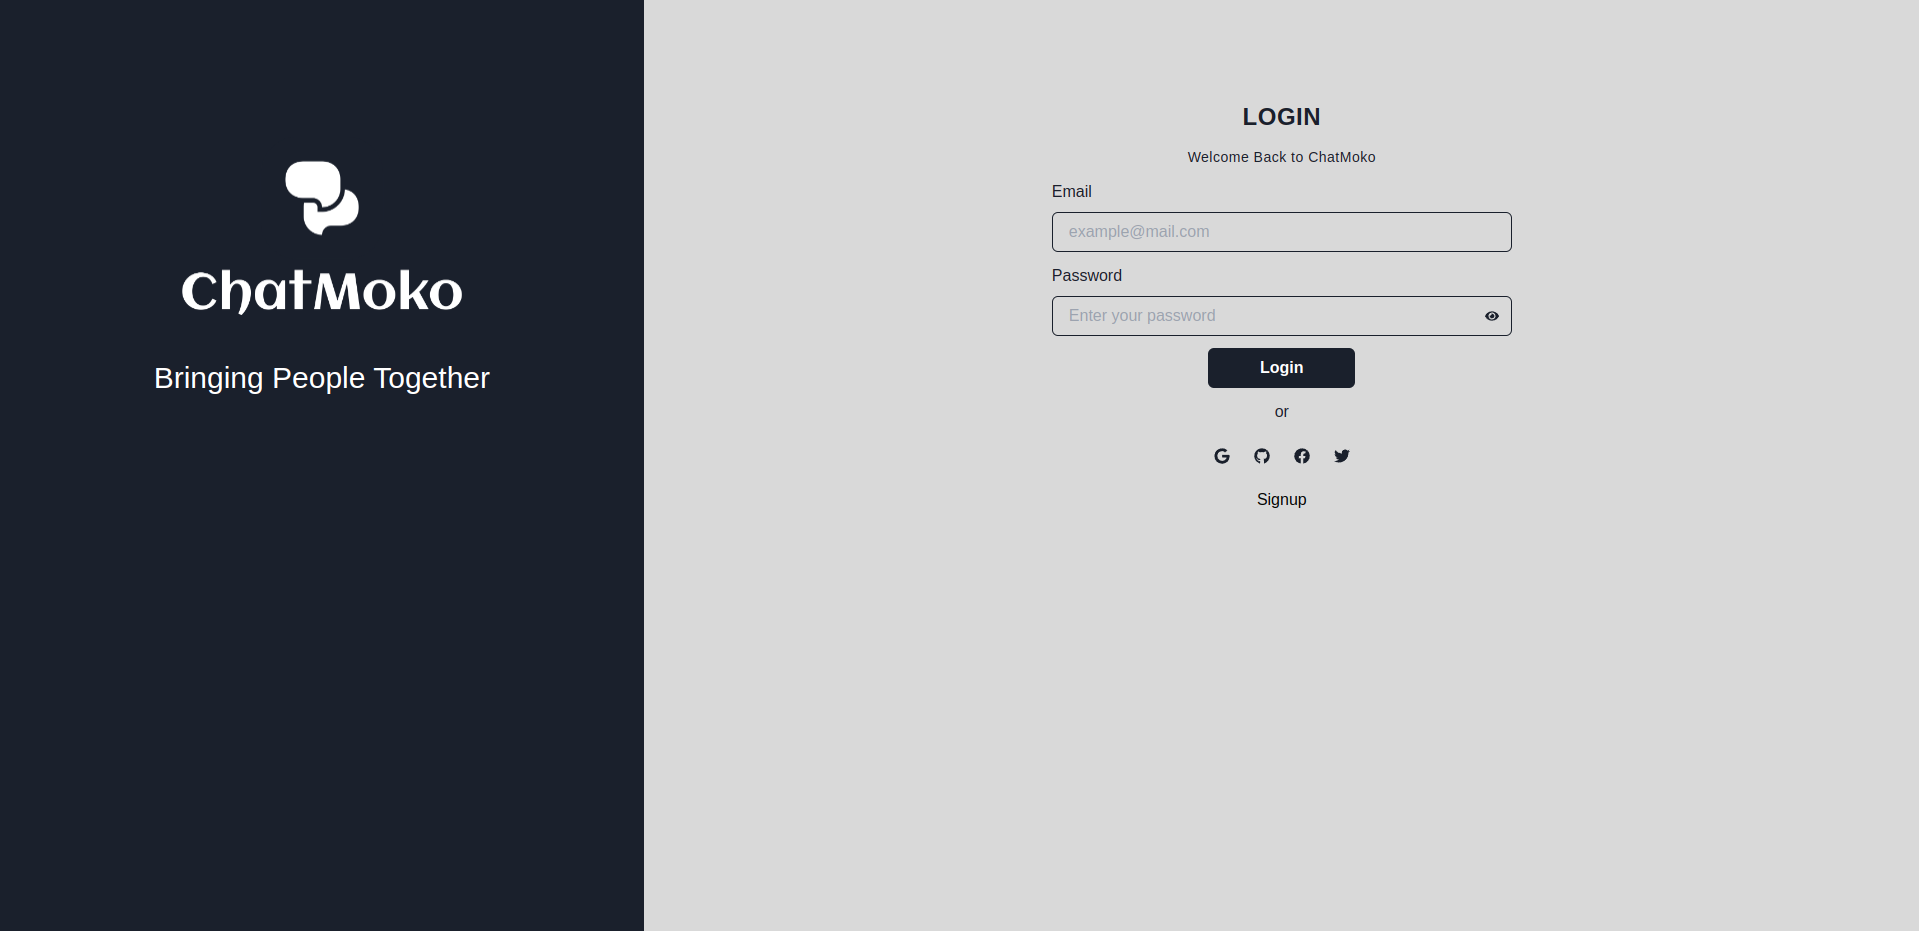 ChatMoko
Bringing People Together
LOGIN
Welcome Back to ChatMoko
Email
example@mail.com
Password
Enter your password
Login
or
Signup